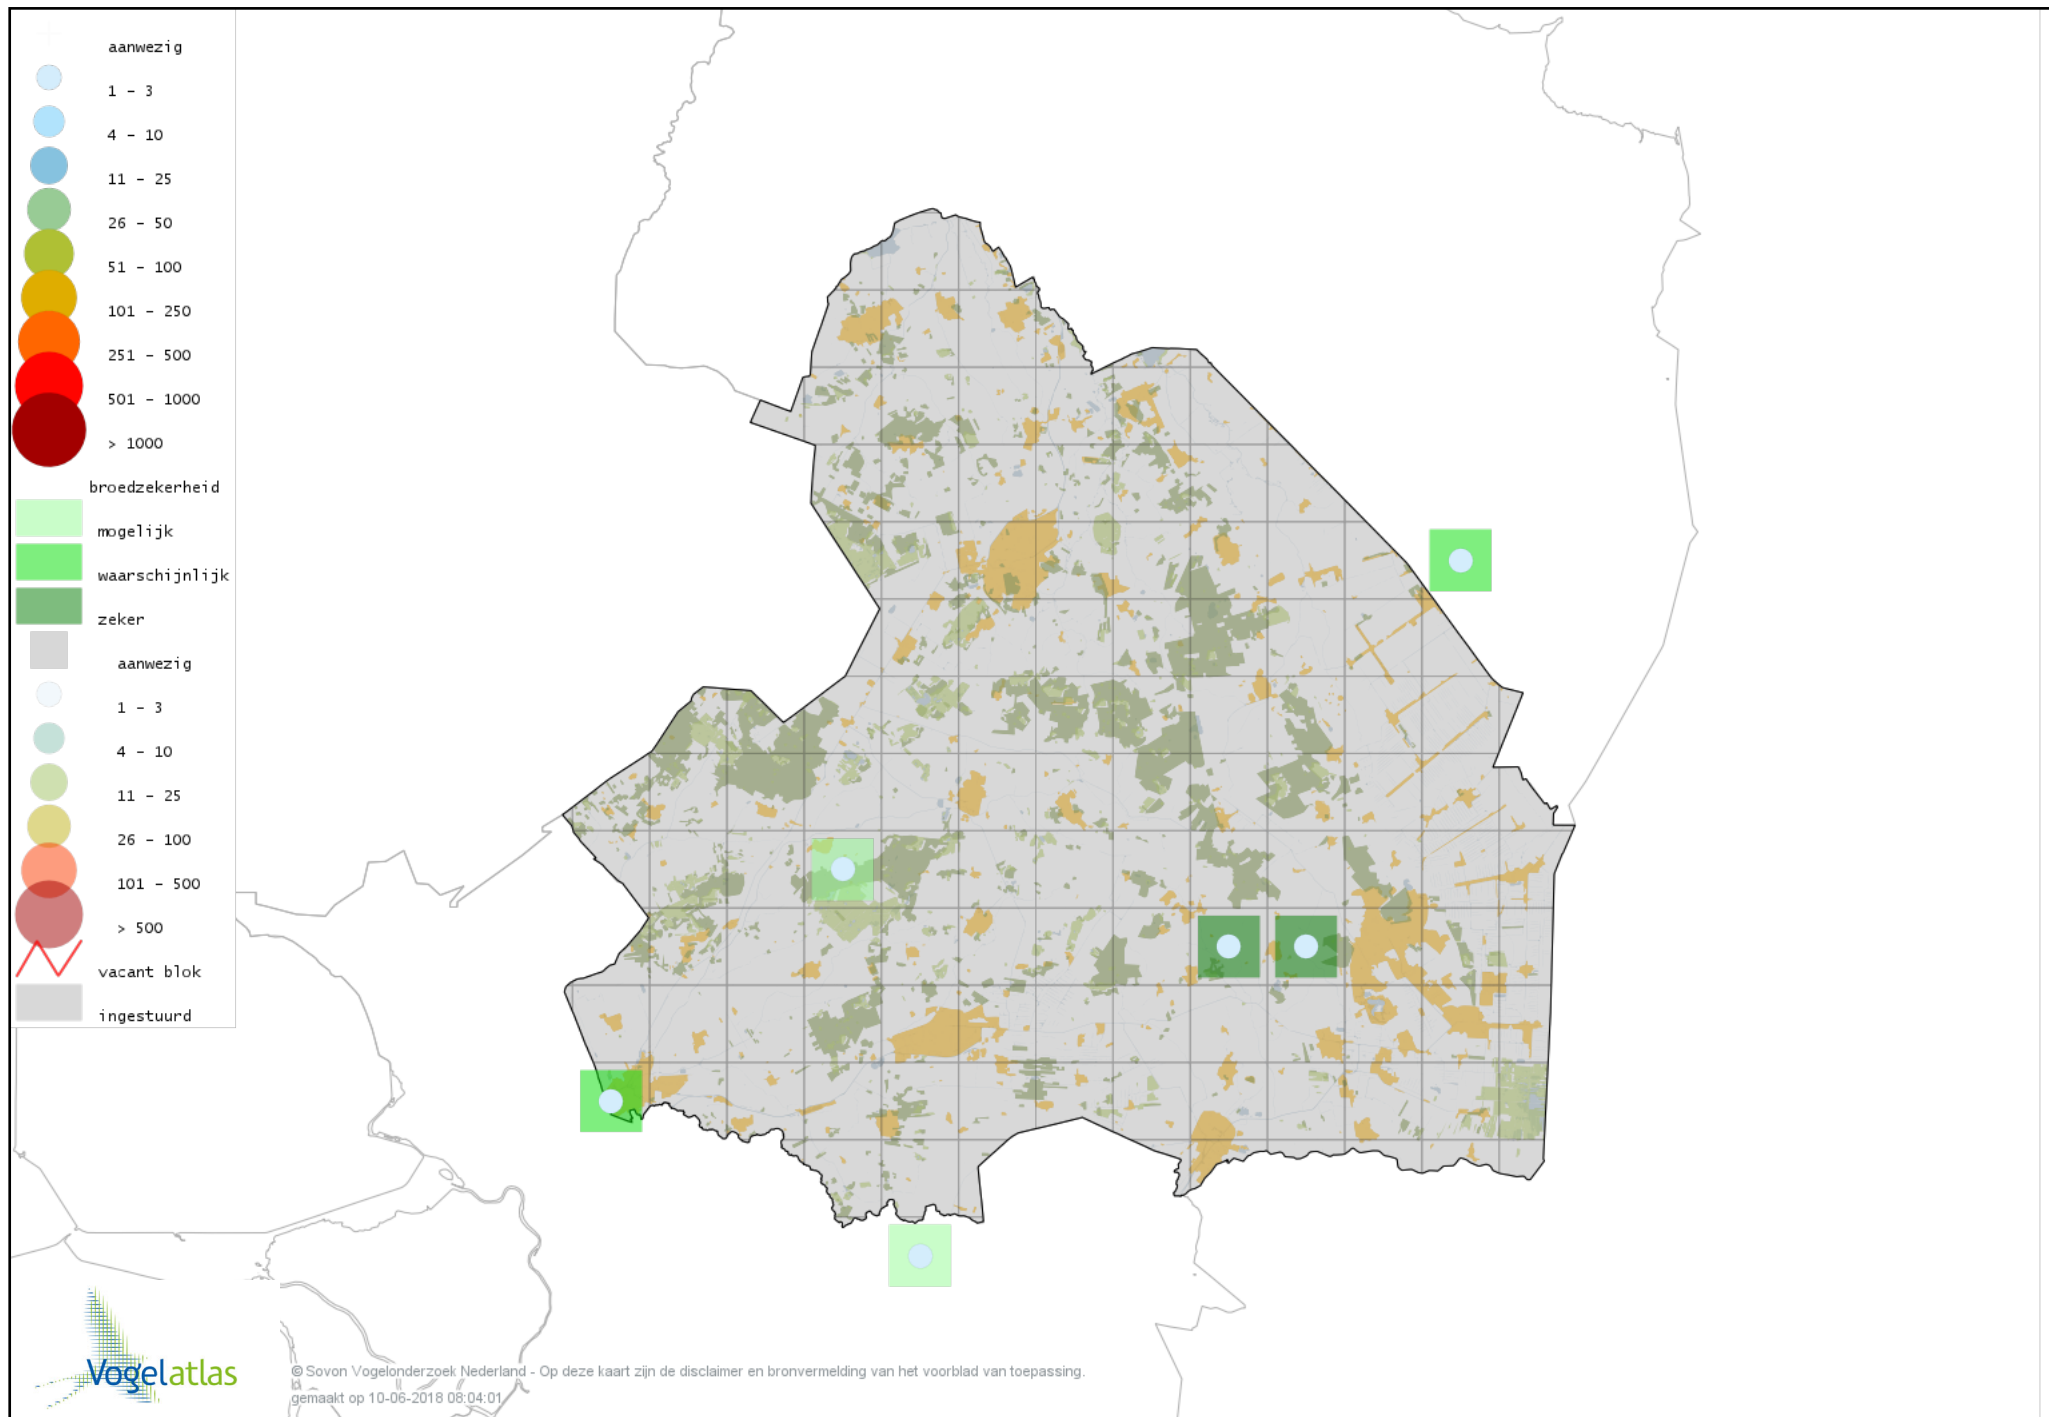 aanwezig
1 - 3
4 - 10
11 - 25
26 - 50
51 - 100
101 - 250
251 - 500
501 - 1000
> 1000
broedzekerheid
mogelijk
waarschijnlijk
zeker
aanwezig
1 - 3
4 - 10
11 - 25
26 - 100
101 - 500
> 500
vacant blok
ingestuurd
Vogelatlas
© Sovon Vogelonderzoek Nederland - Op deze kaart zijn de disclaimer en bronvermelding van het voorblad van toepassing.
gemaakt op 10-06-2018 08:04:01